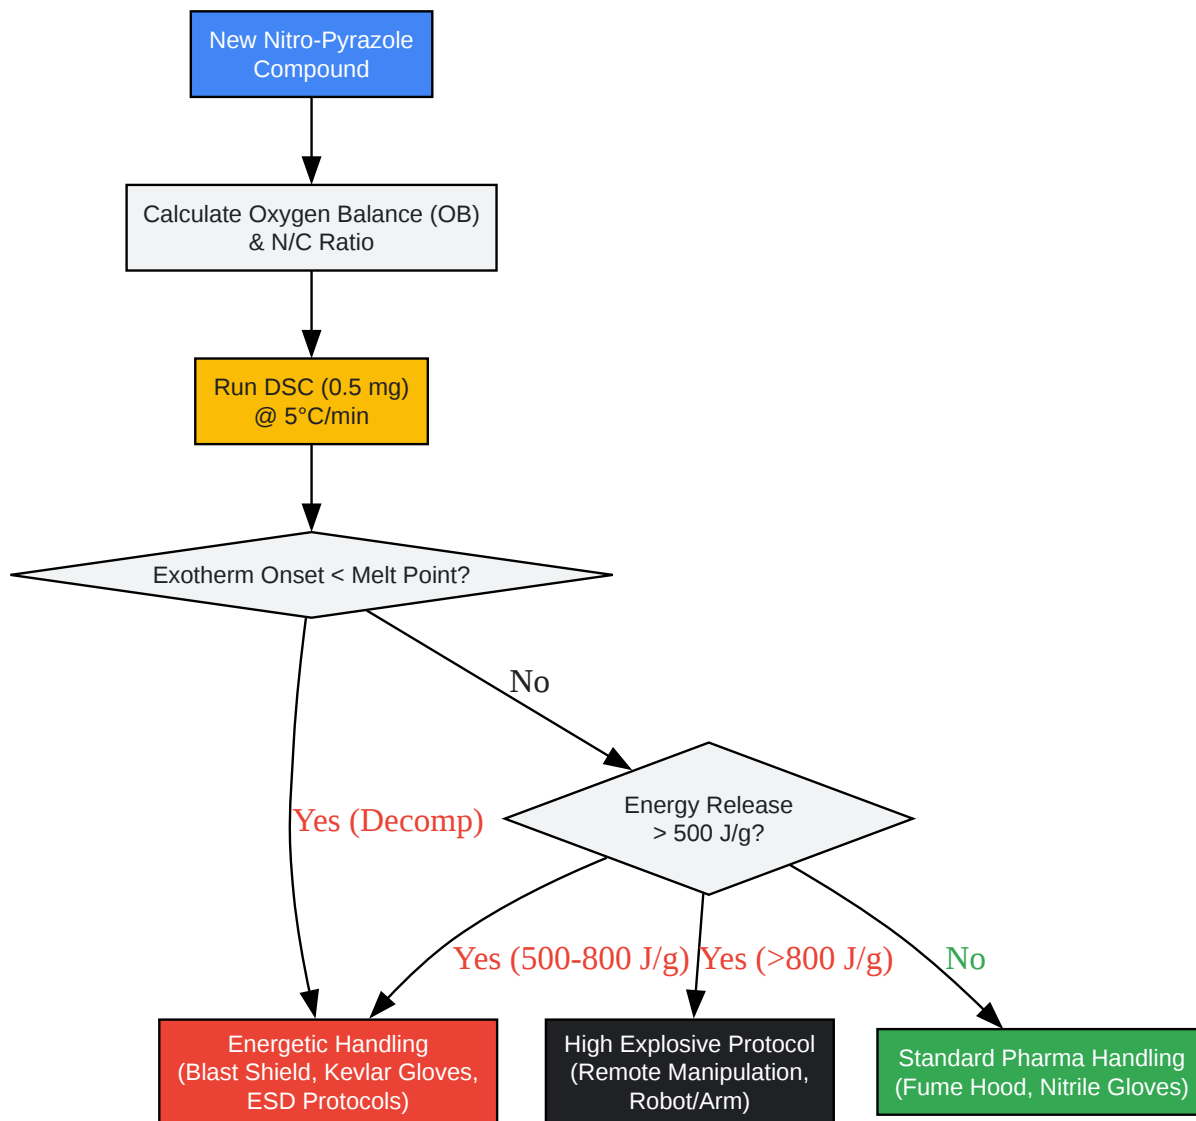 New Nitro-Pyrazole
Compound
Calculate Oxygen Balance (OB)
& N/C Ratio
Run DSC (0.5 mg)
@ 5°C/min
Exotherm Onset < Melt Point?
No
Yes (Decomp)
Energy Release
> 500 J/g?
Yes (500-800 J/g)
Yes (>800 J/g)
No
Energetic Handling
(Blast Shield, Kevlar Gloves,
ESD Protocols)
High Explosive Protocol
(Remote Manipulation,
Robot/Arm)
Standard Pharma Handling
(Fume Hood, Nitrile Gloves)